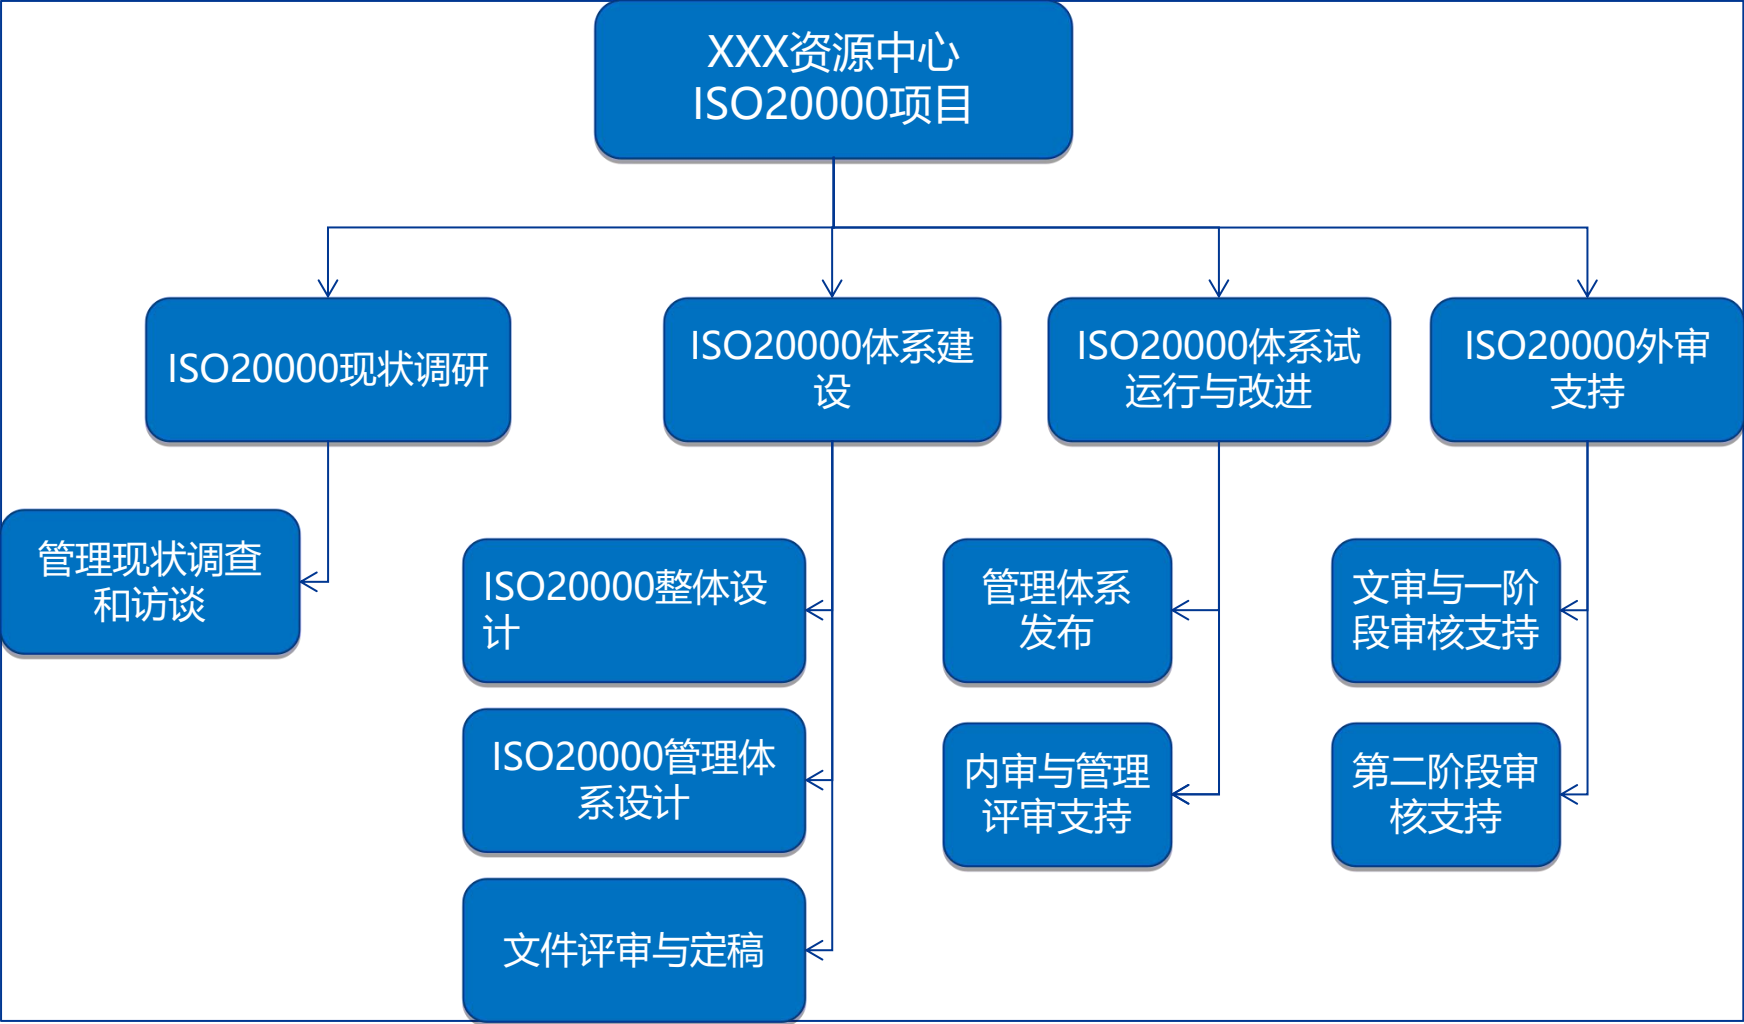 XXX资源中心
ISO20000项目
ISO20000现状调研
ISO20000体系建
设
ISO20000体系试
运行与改进
ISO20000外审
支持
管理现状调查
和访谈
ISO20000整体设
计
ISO20000管理体
系设计
文件评审与定稿
管理体系
发布
内审与管理
评审支持
文审与一阶
段审核支持
第二阶段审
核支持